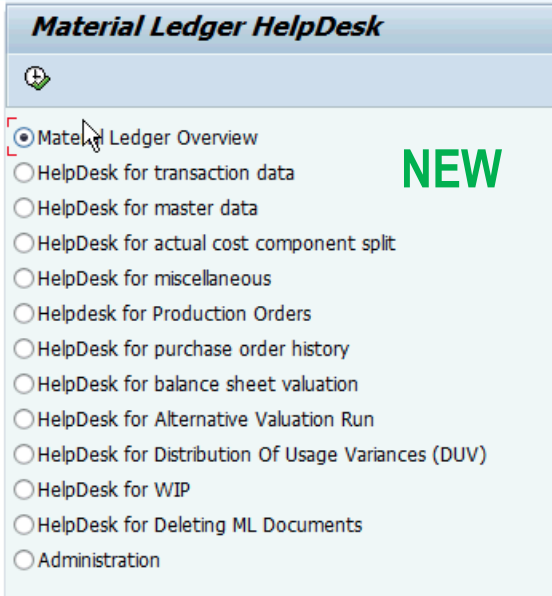 Material Ledger HelpDesk
Material Ledger Overview
NEW
HelpDesk for transaction data
HelpDesk for master data
HelpDesk for actual cost component split
HelpDesk for miscellaneous
Helpdesk for Production Orders
HelpDesk for purchase order history
HelpDesk for balance sheet valuation
HelpDesk for Alternative Valuation Run
HelpDesk for Distribution Of Usage Variances (DUV)
HelpDesk for WIP
HelpDesk for Deleting ML Documents
Administration